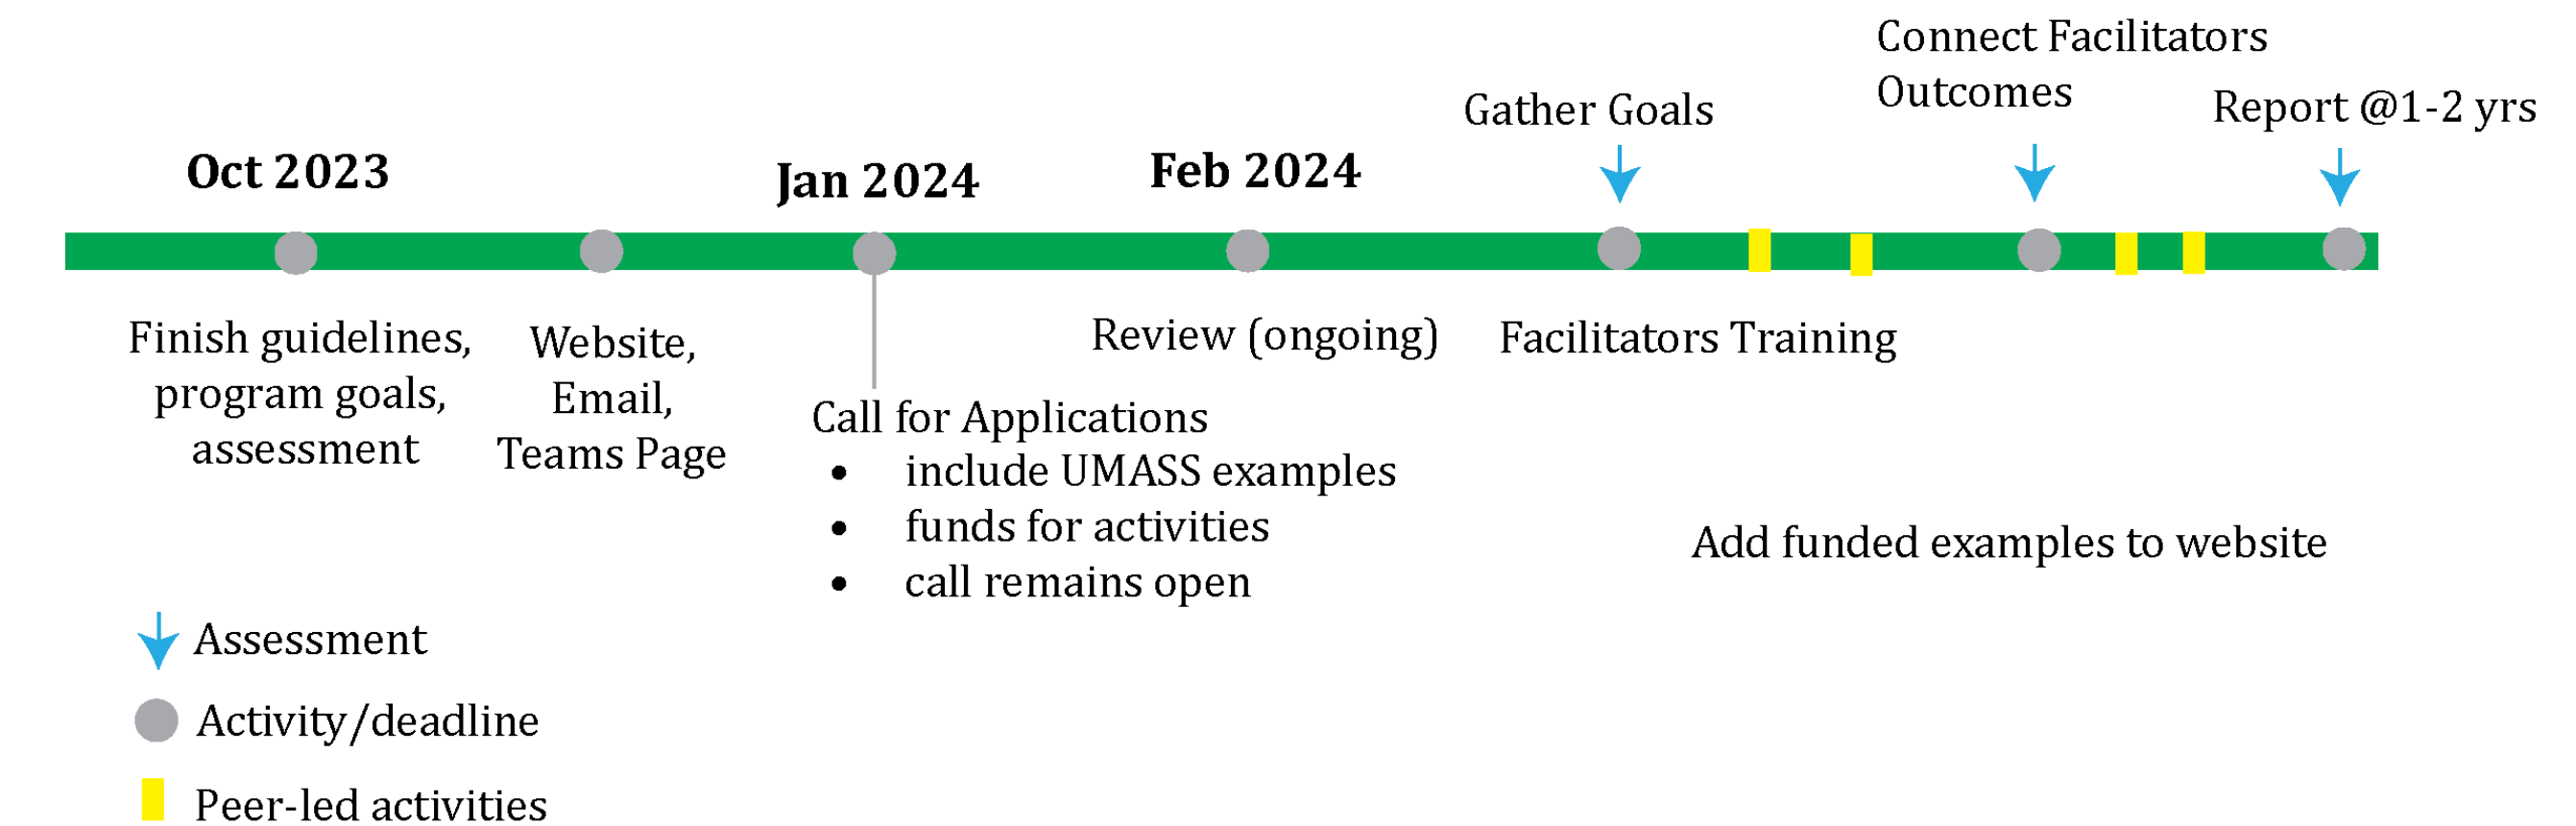 Connect Facilitators
Outcomes
Gather Goals
Report @1-2 yrs
Oct 2023
Jan 2024
Feb 2024
Finish guidelines,
program goals,
assessment
Website,
Email,
Teams Page
Call for Applications
• include UMASS examples
• funds for activities
• call remains open
Review (ongoing)
Facilitators Training
Add funded examples to website
Assessment
Activity/deadline
Peer-led activities